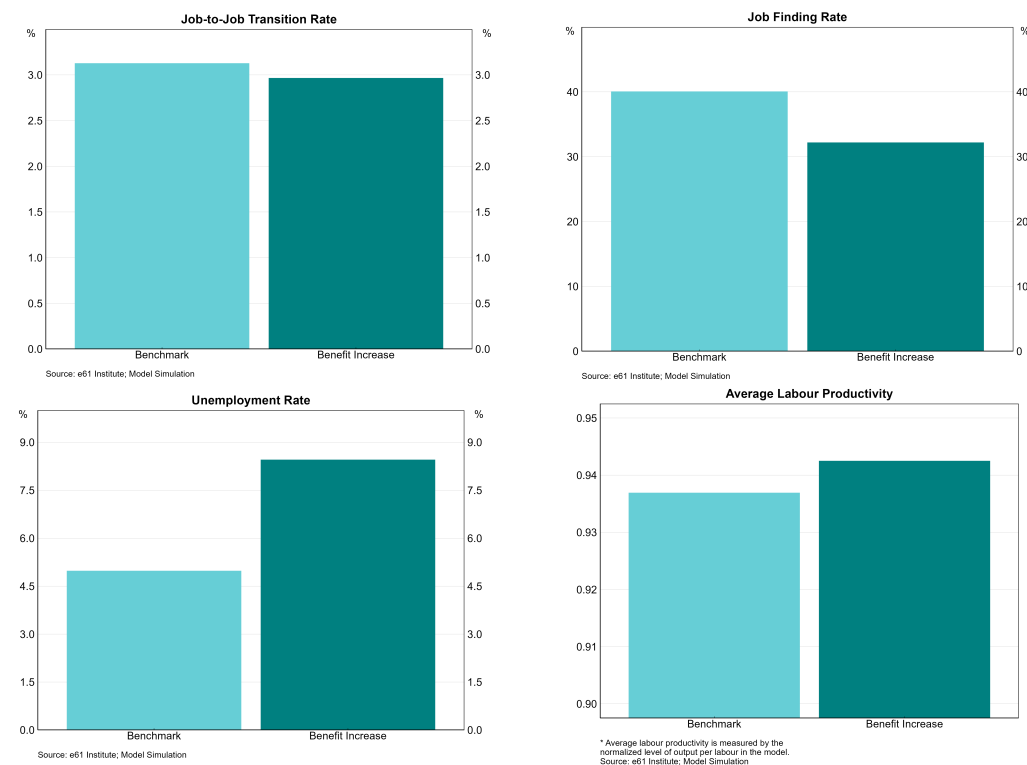 Job-to-Job Transition Rate
% %
3.0 3.0
2.5 2.5
2.0 2.0
1.5 1.5
1.0 1.0
0.5 0.5
0.0 0.0
Benchmark Benefit Increase
Source: e61 Institute; Model Simulation
Job Finding Rate
% %
40 40
30 30
20 20
10 10
0 0
Benchmark Benefit Increase
Source: e61 Institute; Model Simulation
Unemployment Rate
% %
9.0 9.0
7.5 7.5
6.0 6.0
4.5 4.5
3.0 3.0
1.5 1.5
0.0 0.0
Benchmark Benefit Increase
Source: e61 Institute; Model Simulation
Average Labour Productivity
0.95
0.94
0.93
0.92
0.91
0.90
Benchmark Benefit Increase
* Average labour productivity is measured by the
normalized level of output per labour in the model.
Source: e61 Institute; Model Simulation